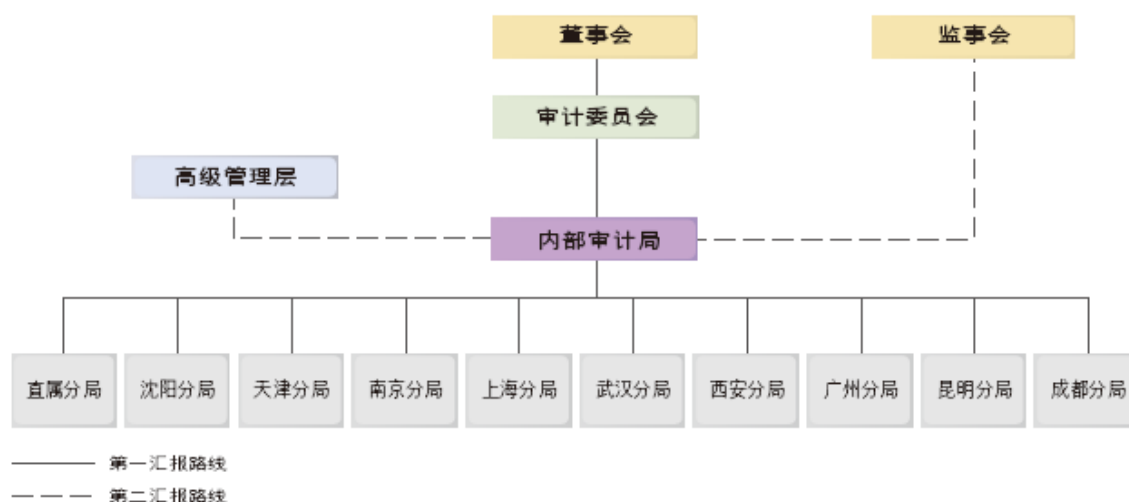 董事会
监事会
审计委员会
高级管理层
内部审计局
直属分局
沈阳分局
天津分局
南京分局
上海分局
武汉分局
西安分局
广州分局
昆明分局
成都分局
第一汇报路线
第二汇报路线